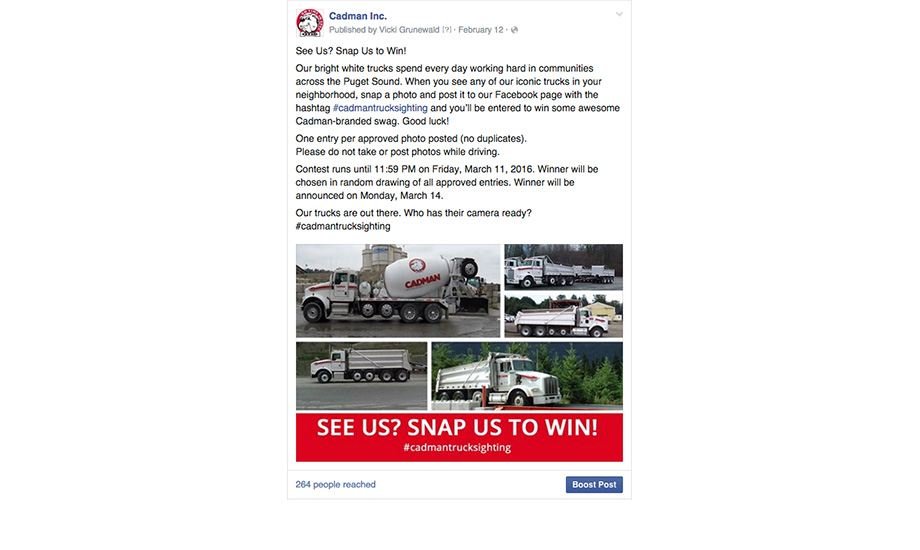 Cadman Inc.
Published by Vicki Grunewald [?] · February 12 ·
See Us? Snap Us to Win!
Our bright white trucks spend every day working hard in communities
across the Puget Sound. When you see any of our iconic trucks in your
neighborhood, snap a photo and post it to our Facebook page with the
hashtag #cadmantrucksighting and you'll be entered to win some awesome
Cadman-branded swag. Good luck!
One entry per approved photo posted (no duplicates).
Please do not take or post photos while driving.
Contest runs until 11:59 PM on Friday, March 11, 2016. Winner will be
chosen in random drawing of all approved entries. Winner will be
announced on Monday, March 14.
Our trucks are out there. Who has their camera ready?
#cadmantrucksighting
CADMAN
SEE US? SNAP US TO WIN!
#cadmantrucksighting
264 people reached
Boost Post